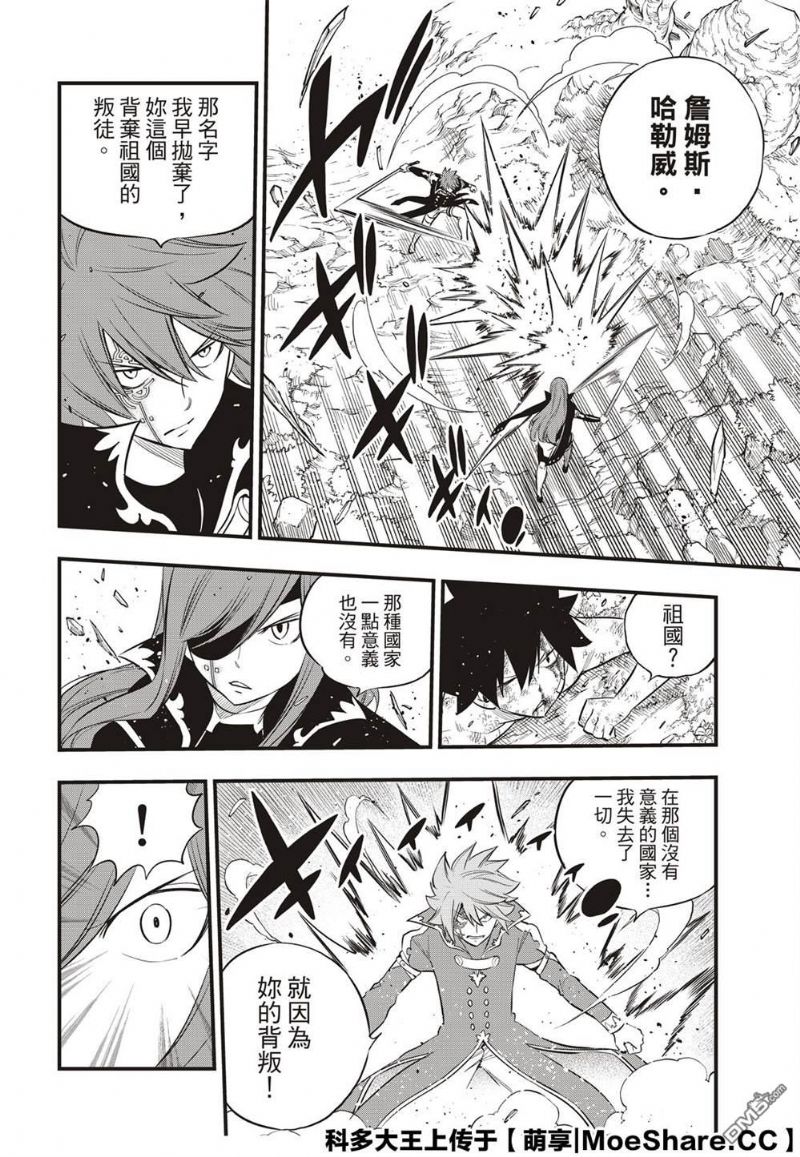 詹姆斯・
哈勒威。
那名字
我早拋棄了，
妳這個
背棄祖國的
叛徒。
祖國？
那種國家
一點意義
也沒有。
在那個沒有
意義的國家…
我失去了
一切。
就因為
妳的背叛！
！
科多大王上传于【萌享|MoeShare.CC】